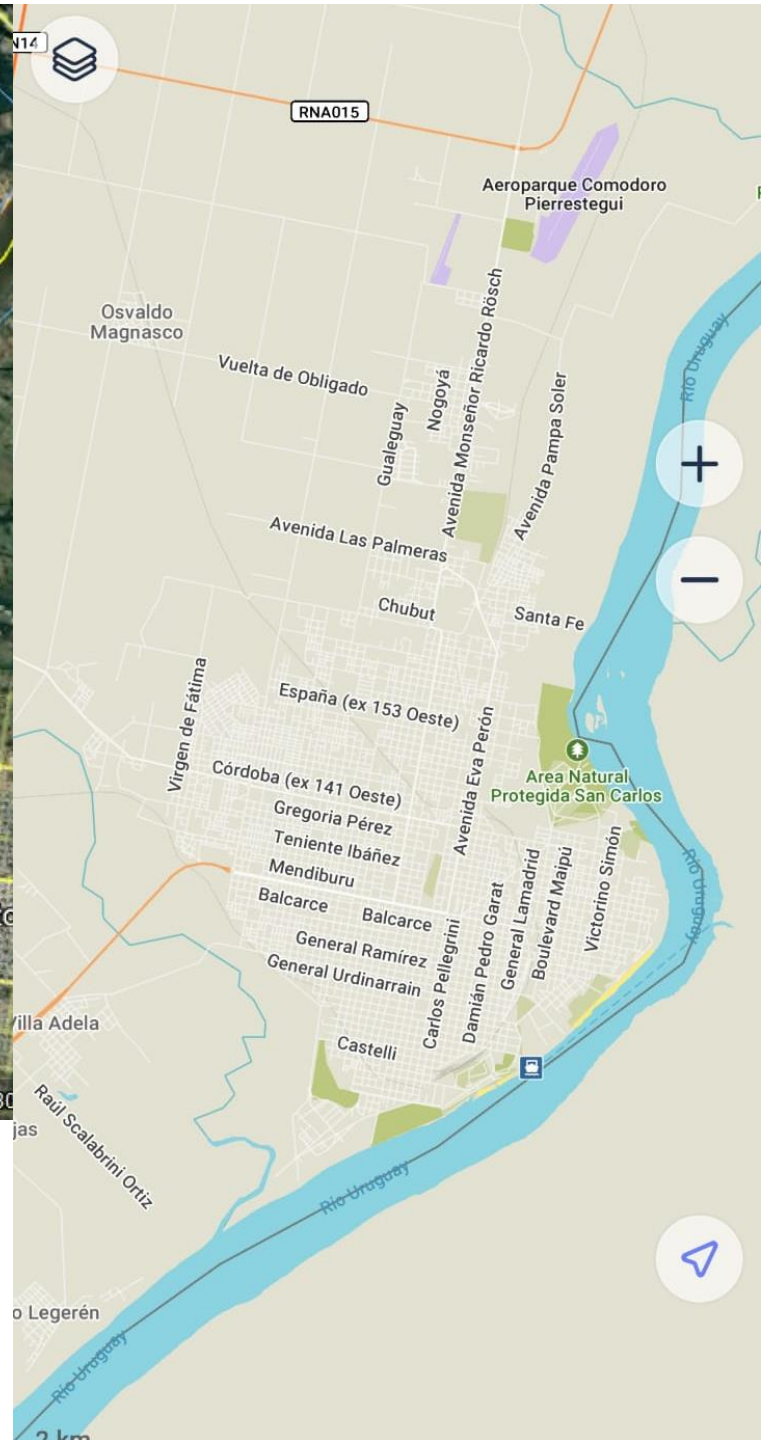 N14
RNA015
Aeroparque Comodoro
Pierrestegui
Osvaldo
Magnasco
Río Uruguay
Vuelta de Obligado
Nogoyá
Gualeguay
Avenida Monseñor Ricardo Rösch
Avenida Pampa Soler
Avenida Las Palmeras
Chubut
Santa Fe
Virgen de Fátima
España (ex 153 Oeste)
Avenida Eva Perón
Area Natural
Protegida San Carlos
Córdoba (ex 141 Oeste)
Gregoria Pérez
Teniente Ibáñez
Mendiburu
Balcarce
Balcarce
General Ramírez
General Urdinarrain
Carlos Pellegrini
Damián Pedro Garat
General Lamadrid
Boulevard Maipú
Victorino Simón
Río Uruguay
Villa Adela
Castelli
jas
Raúl Scalabrini Ortiz
Río Uruguay
o Legerén
Río Uruguay
2 km